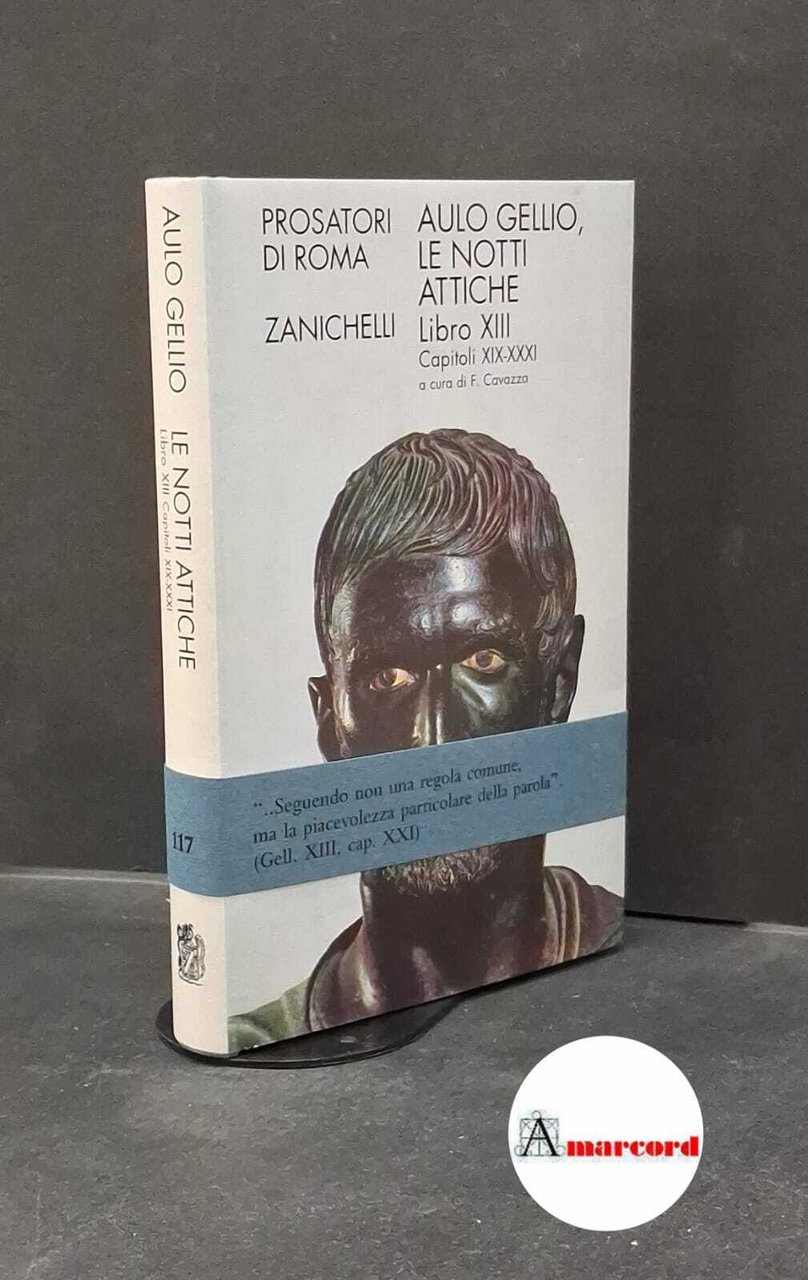 AULO GELLIO LE NOTTI ATTICHE
Libro XIII Capitoli XIX-XXXI
117
PROSATORI
DI ROMA
ZANICHELLI
AULO GELLIO,
LE NOTTI
ATTICHE
Libro XIII
Capitoli XIX-XXXI
a cura di F. Cavazza
“..Seguendo non una regola comune,
ma la piacevolezza particolare della parola”.
(Gell. XIII, cap. XXI)
Amarcord